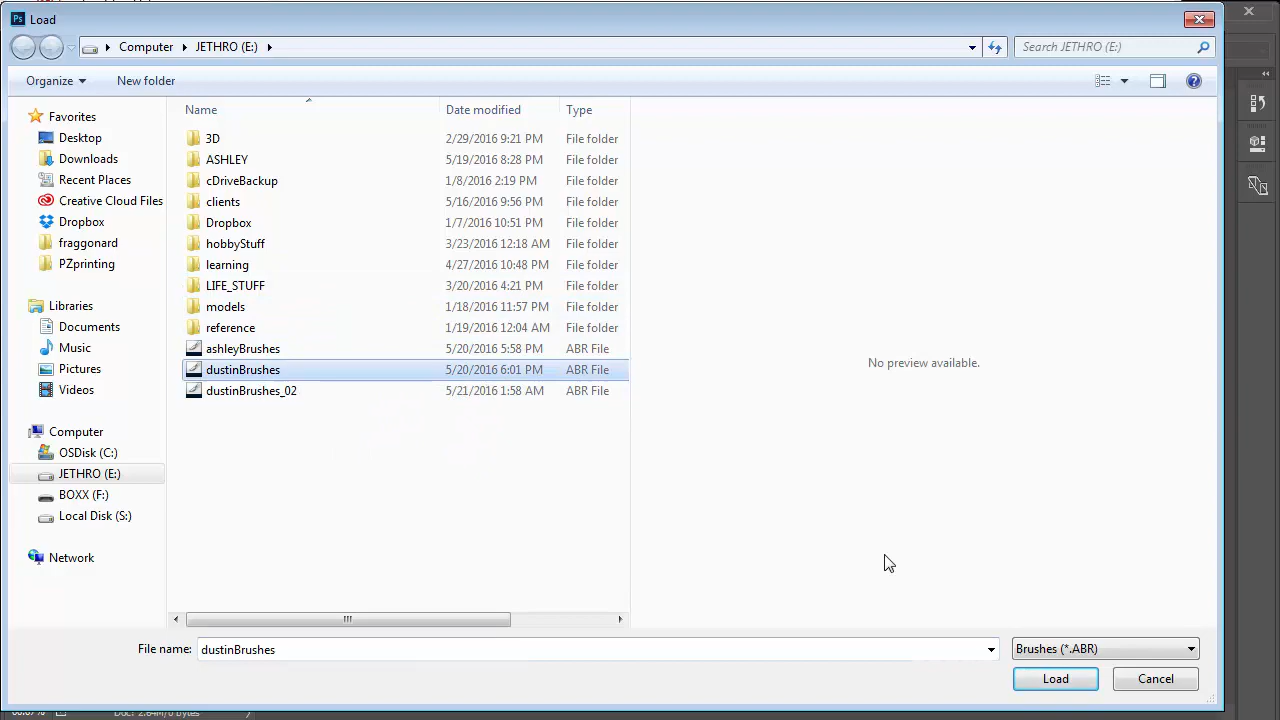 Ps Load
Computer JETHRO (E:) Search JETHRO (E:)
Organize New folder
Name Date modified Type
Favorites
Desktop
Downloads
Recent Places
Creative Cloud Files
Dropbox
fraggonard
PZprinting
Libraries
Documents
Music
Pictures
Videos
Computer
OSDisk (C:)
JETHRO (E:)
BOXX (F:)
Local Disk (S:)
Network
3D 2/29/2016 9:21 PM File folder
ASHLEY 5/19/2016 8:28 PM File folder
cDriveBackup 1/8/2016 2:19 PM File folder
clients 5/16/2016 9:56 PM File folder
Dropbox 1/7/2016 10:51 PM File folder
hobbyStuff 3/23/2016 12:18 AM File folder
learning 4/27/2016 10:48 PM File folder
LIFE_STUFF 3/20/2016 4:21 PM File folder
models 1/18/2016 11:57 PM File folder
reference 1/19/2016 12:04 AM File folder
ashleyBrushes 5/20/2016 5:58 PM ABR File
dustinBrushes 5/20/2016 6:01 PM ABR File
dustinBrushes_02 5/21/2016 1:58 AM ABR File
No preview available.
File name: dustinBrushes Brushes (*.ABR)
Load Cancel